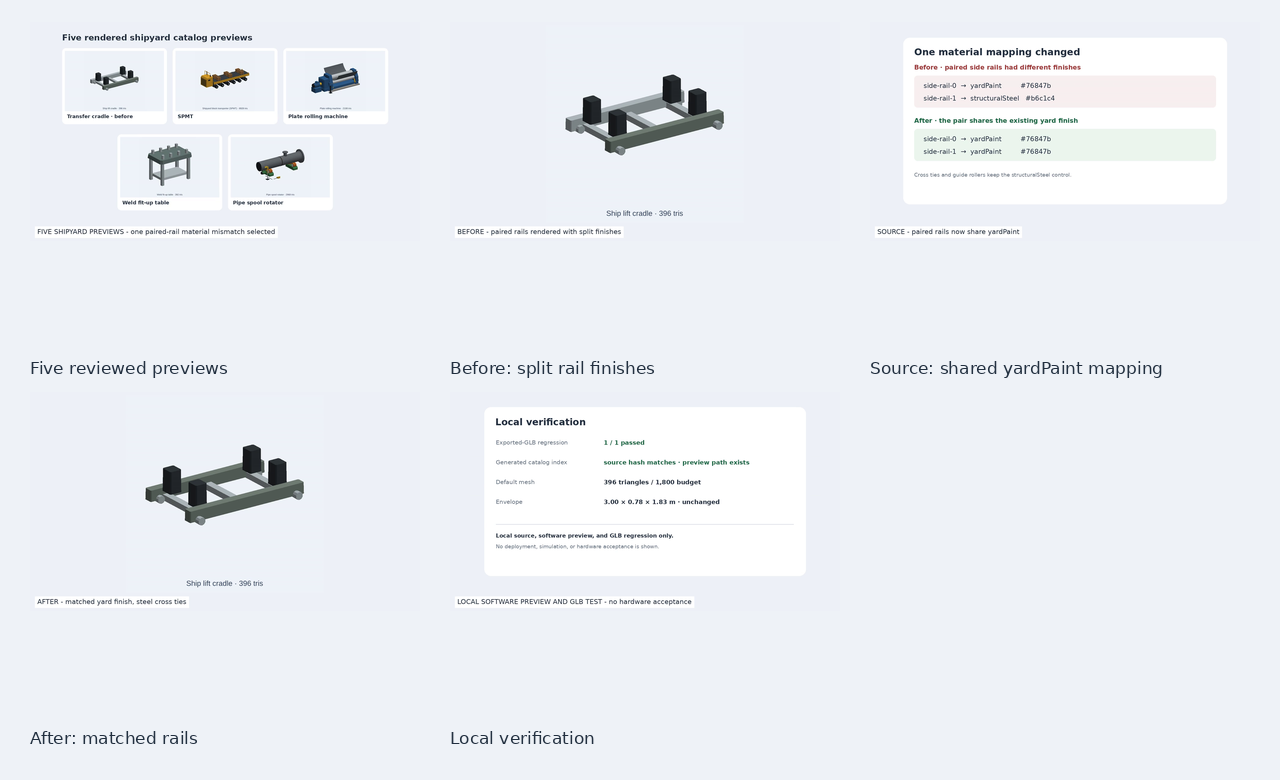 Five rendered shipyard catalog previews
Transfer cradle · before
SPMT
Plate rolling machine
Weld fit-up table
Pipe spool rotator
FIVE SHIPYARD PREVIEWS - one paired-rail material mismatch selected
Five reviewed previews
Ship lift cradle · 396 tris
BEFORE - paired rails rendered with split finishes
Before: split rail finishes
One material mapping changed
Before · paired side rails had different finishes
side-rail-0 → yardPaint #76847b
side-rail-1 → structuralSteel #b6c1c4
After · the pair shares the existing yard finish
side-rail-0 → yardPaint #76847b
side-rail-1 → yardPaint #76847b
Cross ties and guide rollers keep the structuralSteel control.
SOURCE - paired rails now share yardPaint
Source: shared yardPaint mapping
Ship lift cradle · 396 tris
AFTER - matched yard finish, steel cross ties
After: matched rails
Local verification
Exported-GLB regression 1 / 1 passed
Generated catalog index source hash matches · preview path exists
Default mesh 396 triangles / 1,800 budget
Envelope 3.00 × 0.78 × 1.83 m · unchanged
Local source, software preview, and GLB regression only.
No deployment, simulation, or hardware acceptance is shown.
LOCAL SOFTWARE PREVIEW AND GLB TEST - no hardware acceptance
Local verification